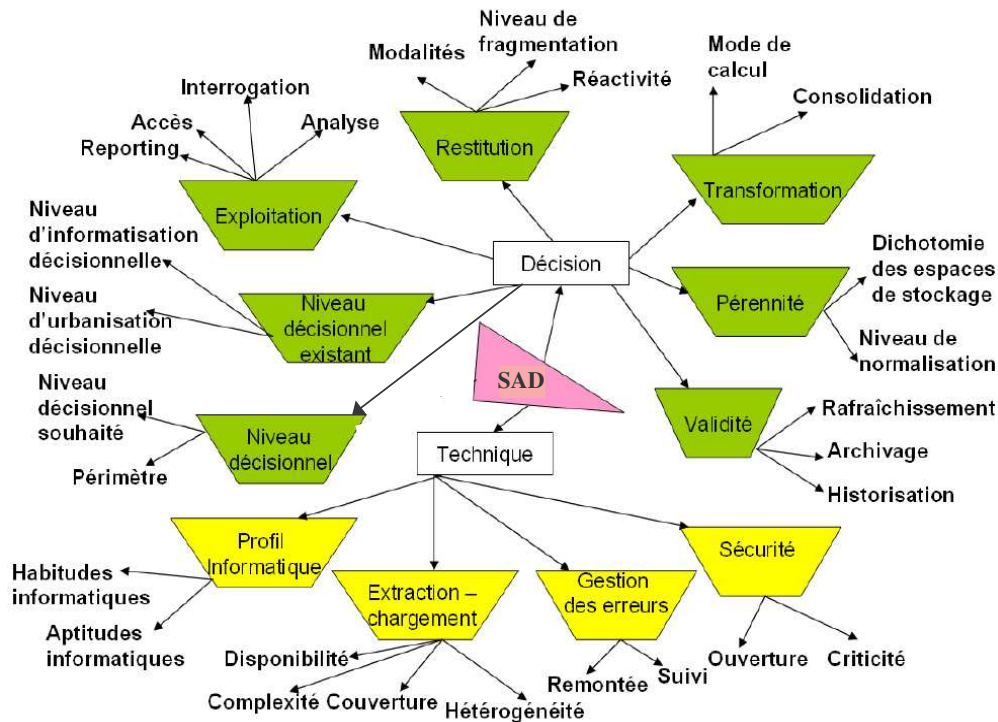 Niveau de
fragmentation
Modalités
Réactivité
Mode de
calcul
Consolidation
Interrogation
Accès
Analyse
Reporting
Restitution
Transformation
Exploitation
Niveau
d'informatisation
décisionnelle
Décision
Dichotomie
des espaces
de stockage
Niveau
d'urbanisation
décisionnelle
Niveau
décisionnel
existant
Pérennité
Niveau de
normalisation
SAD
Niveau
décisionnel
souhaité
Périmètre
Niveau
décisionnel
Technique
Validité
Rafraîchissement
Archivage
Historisation
Profil
Informatique
Habitudes
informatiques
Aptitudes
informatiques
Extraction –
chargement
Gestion
des erreurs
Sécurité
Disponibilité
Complexité
Couverture
Hétérogénéité
Remontée
Suivi
Ouverture
Criticité